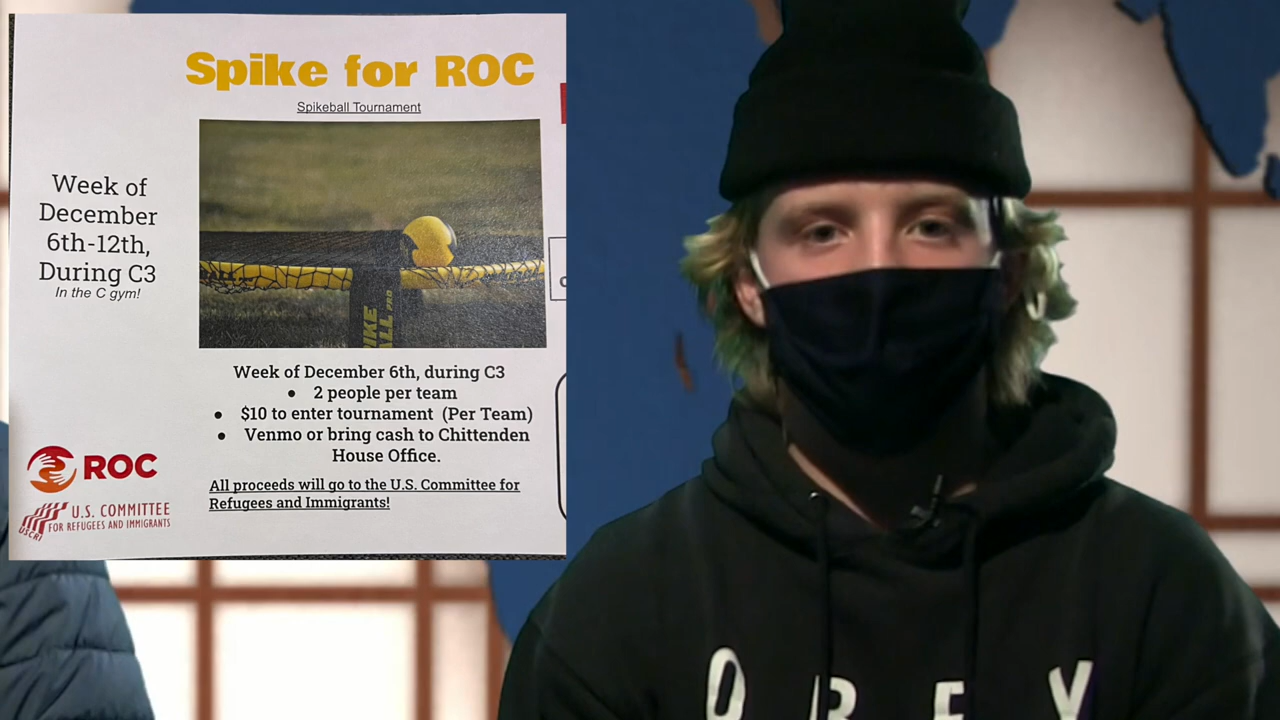 Spike for ROC
Spikeball Tournament
Week of
December
6th-12th,
During C3
In the C gym!
Week of December 6th, during C3
● 2 people per team
● $10 to enter tournament (Per Team)
● Venmo or bring cash to Chittenden
House Office.
All proceeds will go to the U.S. Committee for
Refugees and Immigrants!
ROC
U.S. COMMITTEE
FOR REFUGEES AND IMMIGRANTS
USCRI
OBEY